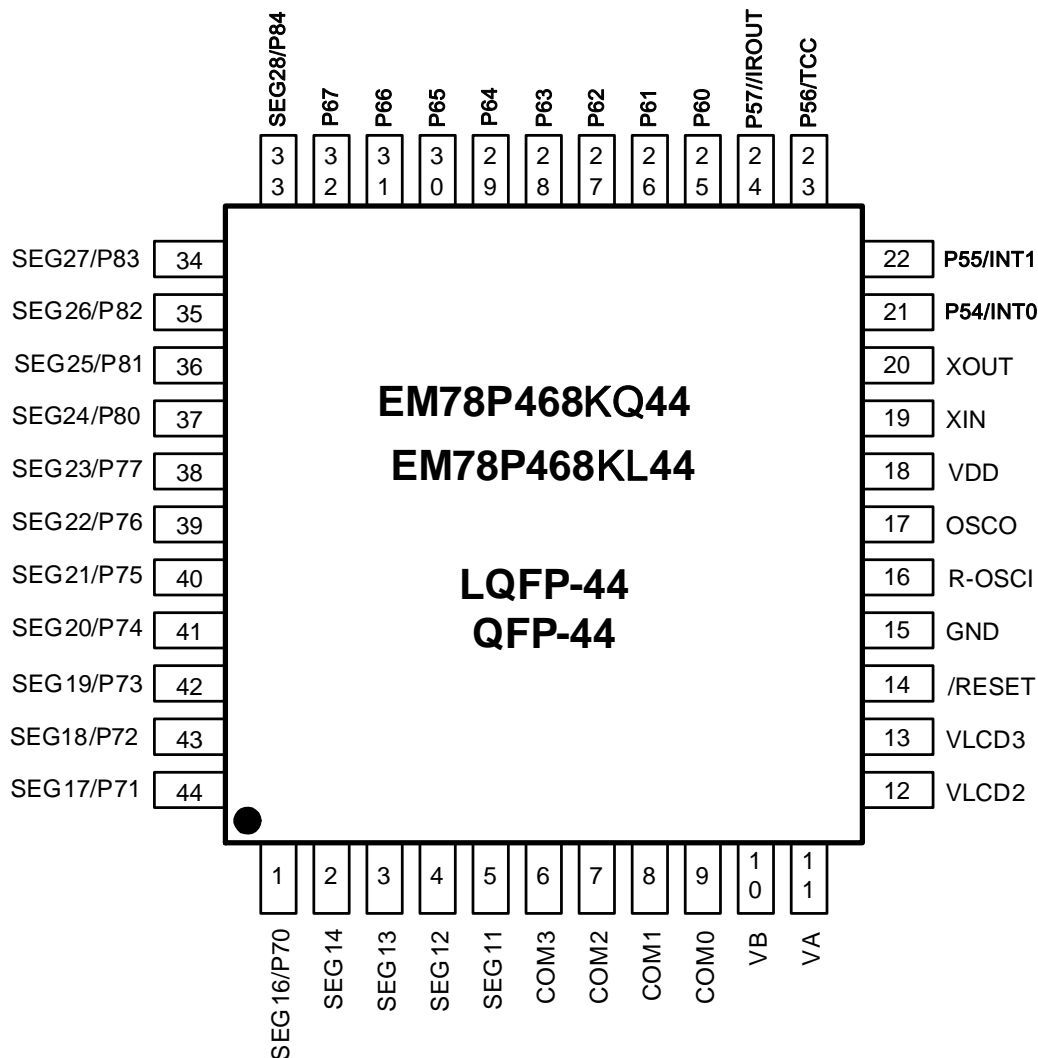 SEG28/P84
P67
P66
P65
P64
P63
P62
P61
P60
P57//IROUT
P56/TCC
33
32
31
30
29
28
27
26
25
24
23
SEG27/P83 34
SEG26/P82 35
SEG25/P81 36
SEG24/P80 37
SEG23/P77 38
SEG22/P76 39
SEG21/P75 40
SEG20/P74 41
SEG19/P73 42
SEG18/P72 43
SEG17/P71 44
EM78P468KQ44
EM78P468KL44
LQFP-44
QFP-44
22 P55/INT1
21 P54/INT0
20 XOUT
19 XIN
18 VDD
17 OSCO
16 R-OSCI
15 GND
14 /RESET
13 VLCD3
12 VLCD2
1
2
3
4
5
6
7
8
9
10
11
SEG16/P70
SEG14
SEG13
SEG12
SEG11
COM3
COM2
COM1
COM0
VB
VA